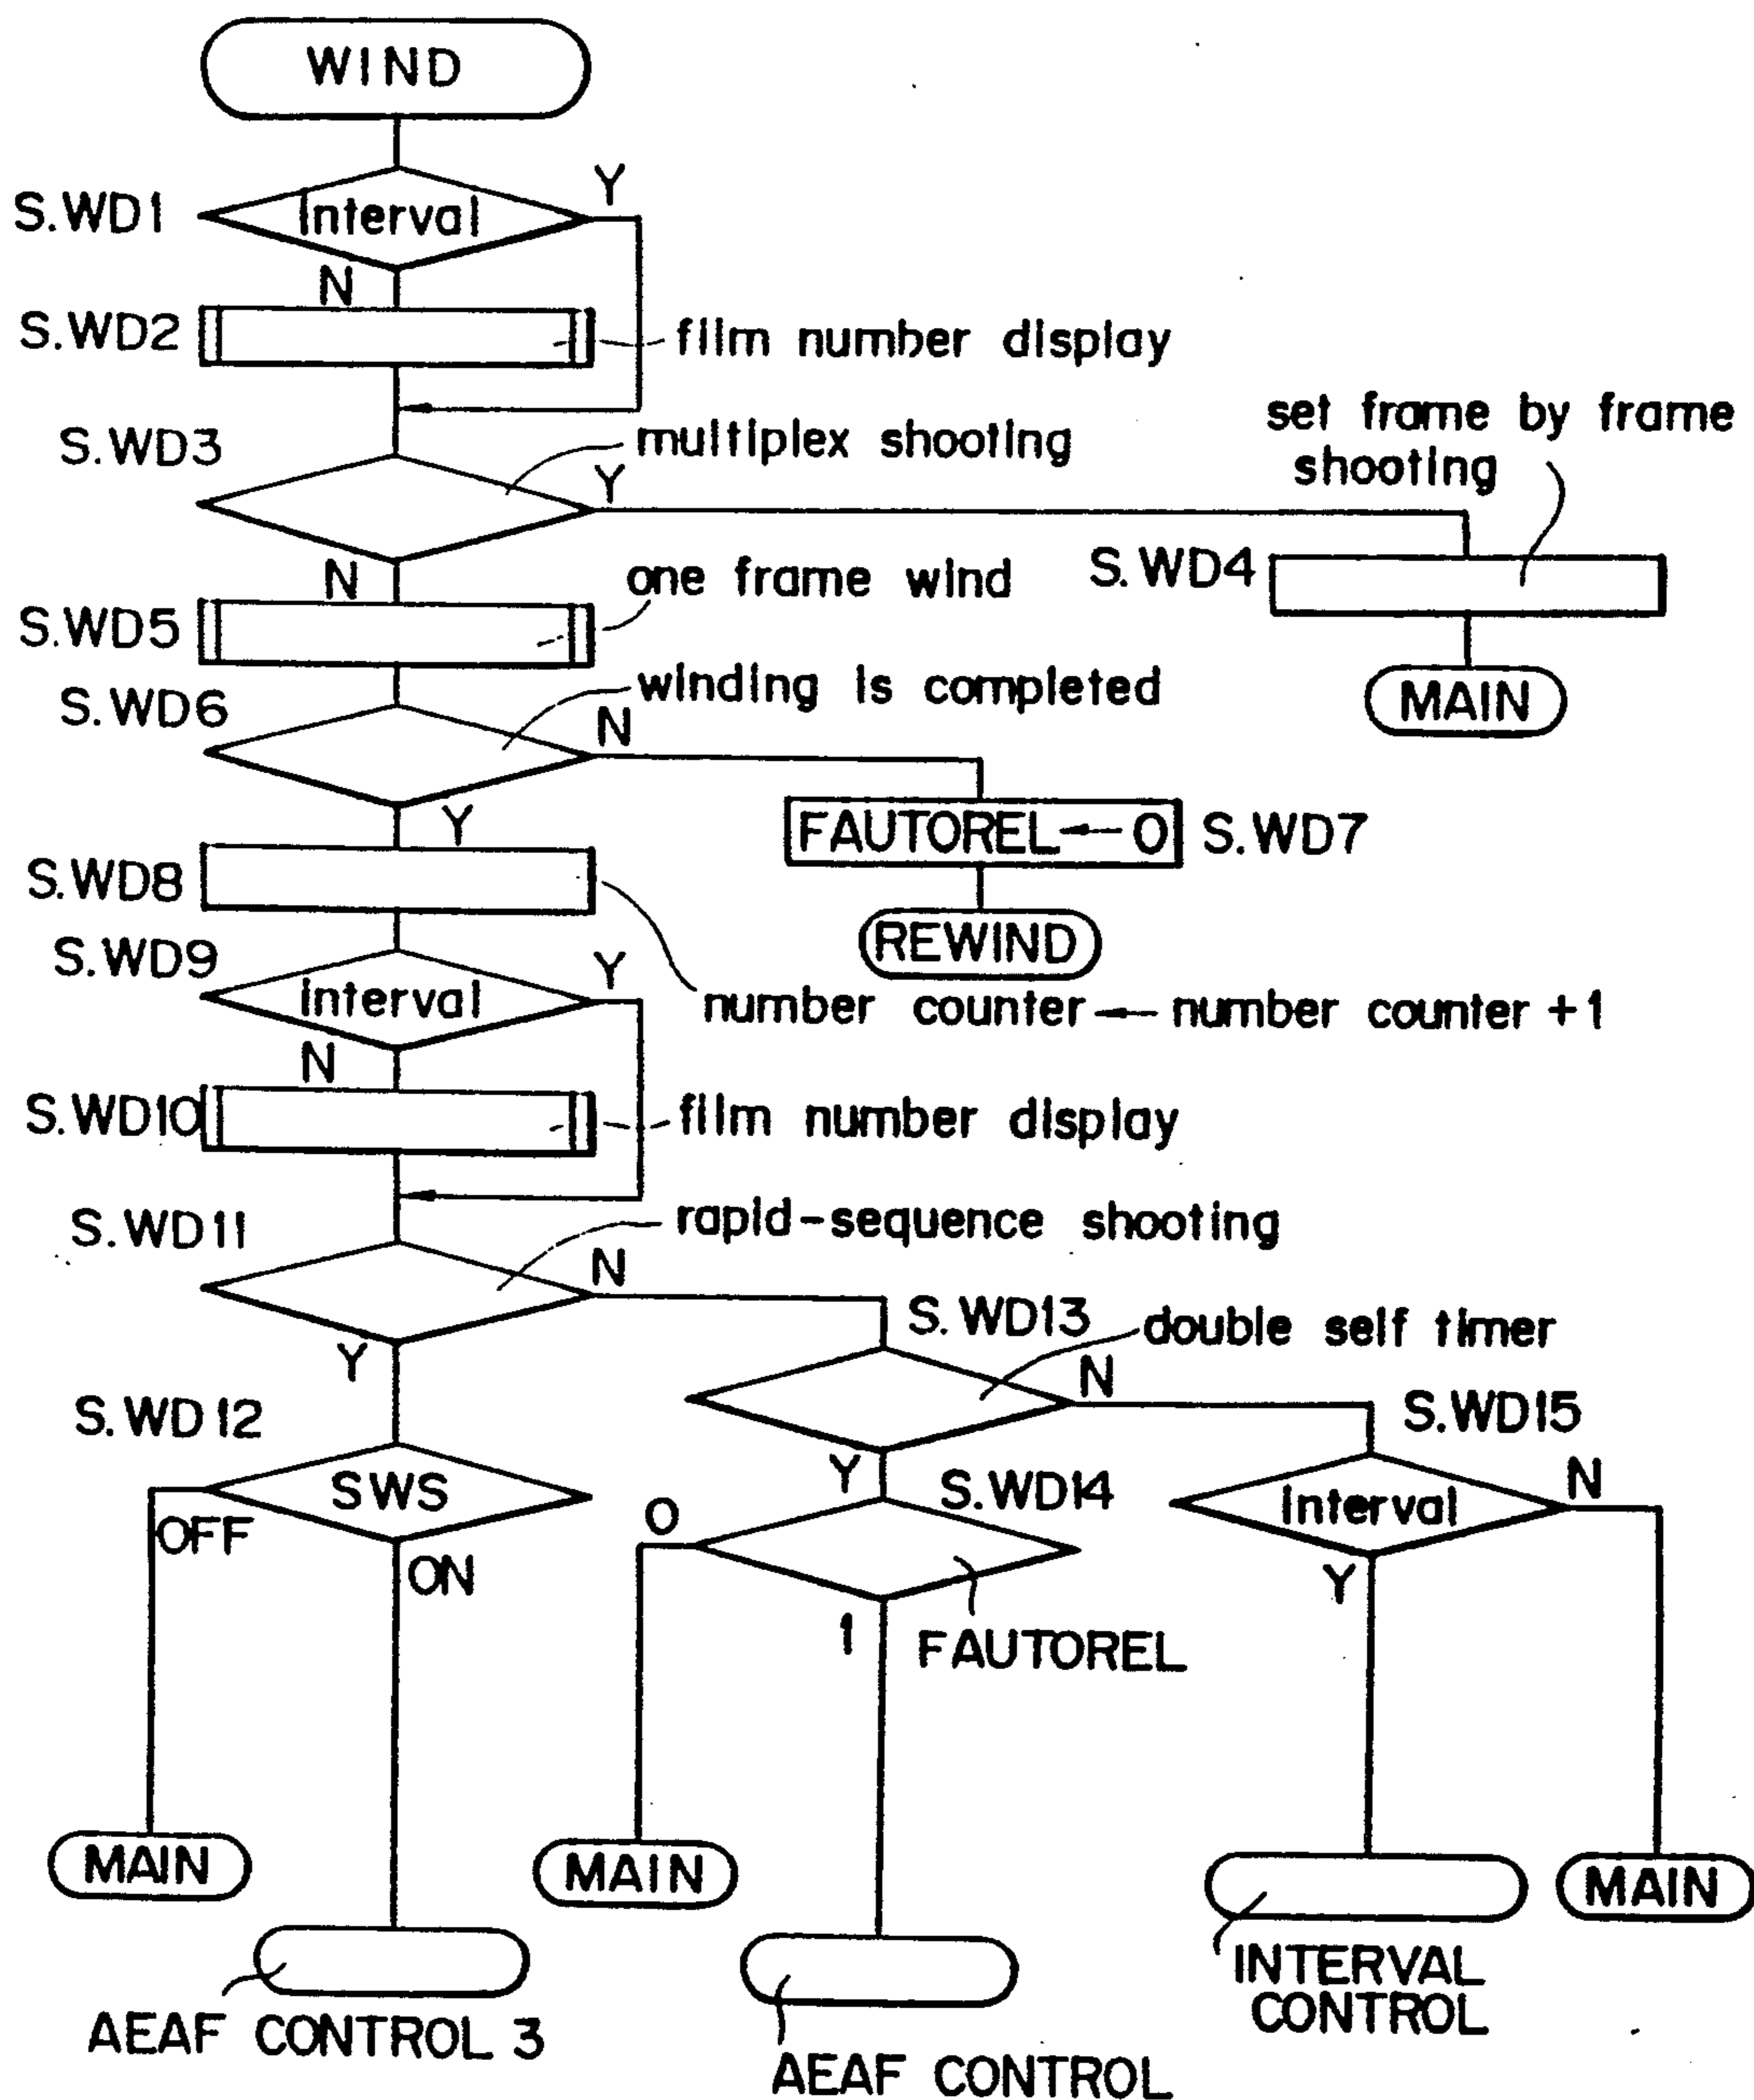 WIND
S.WD1
Interval
Y
N
S.WD2
film number display
S.WD3
multiplex shooting
Y
set frame by frame
shooting
N
one frame wind
S.WD4
S.WD5
winding is completed
MAIN
S.WD6
N
Y
FAUTOREL ← 0
S.WD7
S.WD8
REWIND
S.WD9
Interval
Y
number counter ← number counter +1
N
S.WD10
film number display
S.WD11
rapid-sequence shooting
N
S.WD13
double self timer
Y
N
S.WD12
S.WD15
SWS
Y
S.WD14
Interval
N
OFF
ON
0
Y
1
FAUTOREL
MAIN
MAIN
MAIN
INTERVAL
CONTROL
AEAF CONTROL 3
AEAF CONTROL